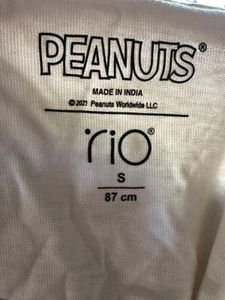 PEANUTS®
MADE IN INDIA
© 2021 Peanuts Worldwide LLC
rio®
S
87 cm